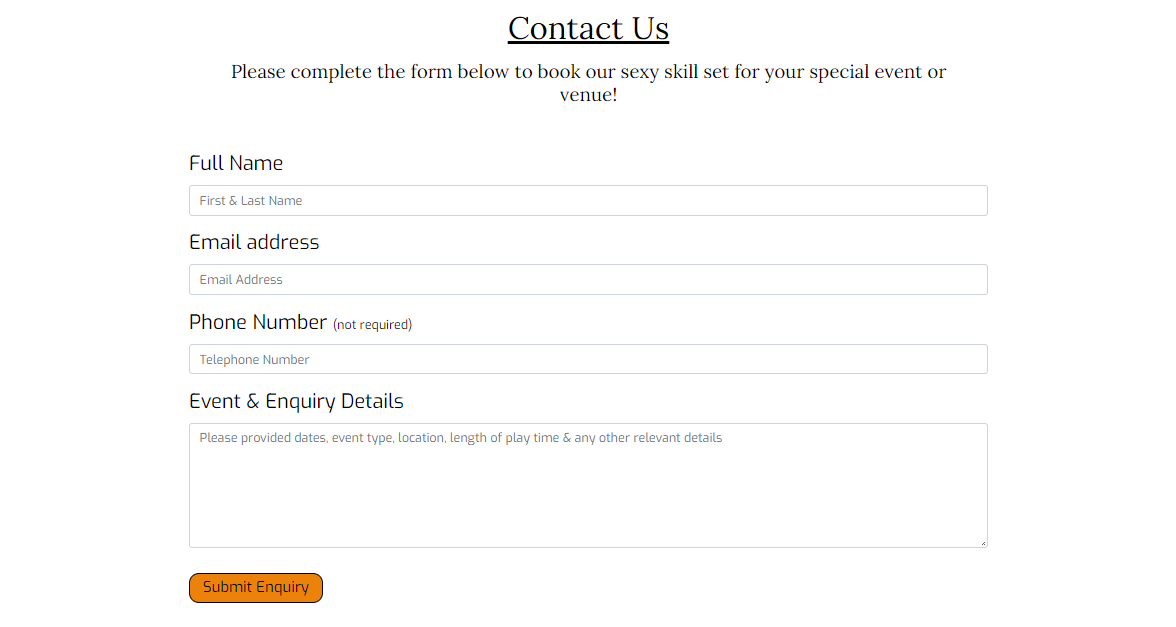 Contact Us
Please complete the form below to book our sexy skill set for your special event or
venue!
Full Name
First & Last Name
Email address
Email Address
Phone Number (not required)
Telephone Number
Event & Enquiry Details
Please provided dates, event type, location, length of play time & any other relevant details
Submit Enquiry